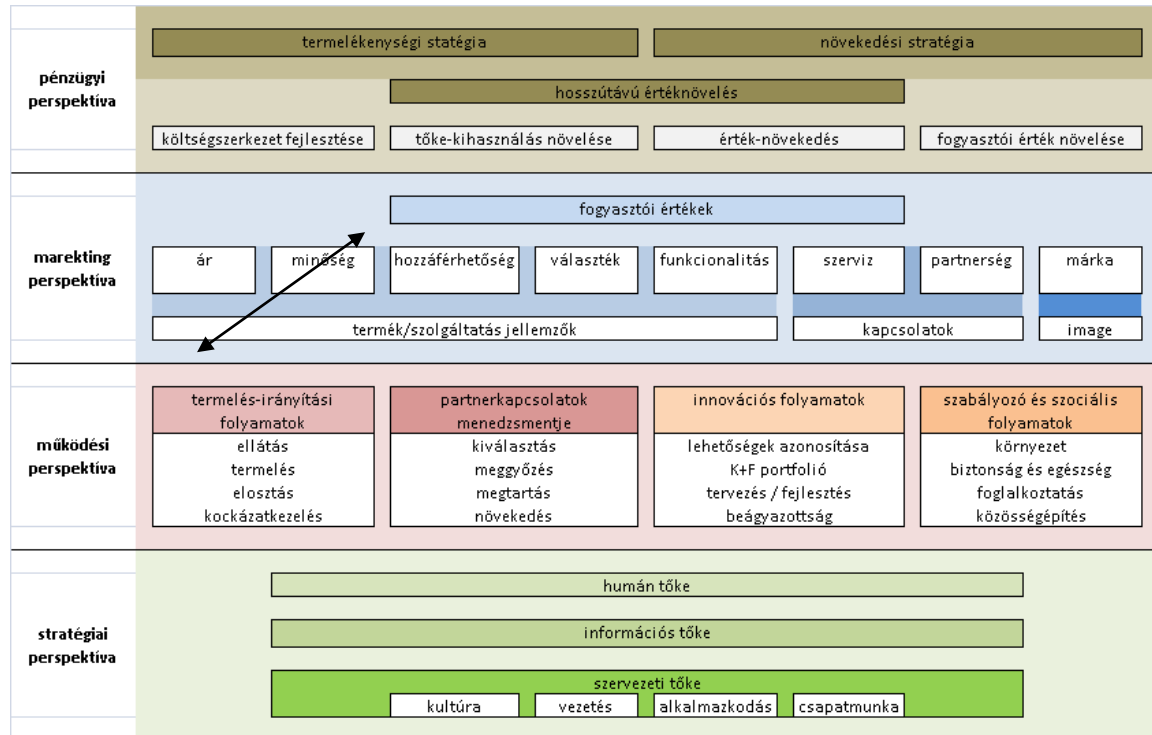 termelékenységi statégia
növekedési stratégia
pénzügyi
perspektíva
hosszútávú értéknövelés
költségszerkezet fejlesztése
tőke-kihasználás növelése
érték-növekedés
fogyasztói érték növelése
fogyasztói értékek
marekting
perspektíva
ár
minőség
hozzáférhetőség
választék
funkcionalitás
szerviz
partnerség
márka
termék/szolgáltatás jellemzők
kapcsolatok
image
működési
perspektíva
termelés-irányítási
folyamatok
ellátás
termelés
elosztás
kockázatkezelés
partnerkapcsolatok
menedzsmentje
kiválasztás
meggyőzés
megtartás
növekedés
innovációs folyamatok
lehetőségek azonosítása
K+F portfolió
tervezés / fejlesztés
beágyazottság
szabályozó és szociális
folyamatok
környezet
biztonság és egészség
foglalkoztatás
közösségépítés
stratégiai
perspektíva
humán tőke
információs tőke
szervezeti tőke
kultúra
vezetés
alkalmazkodás
csapatmunka